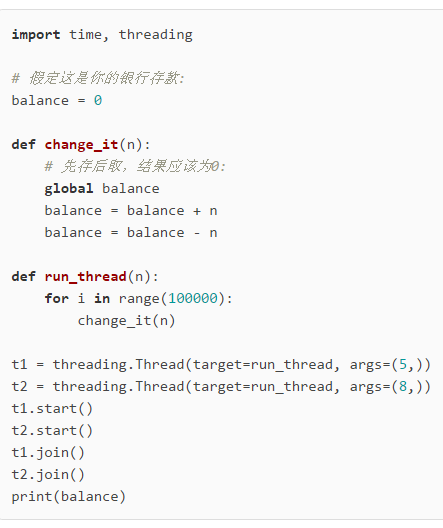 import time, threading
# 假定这是你的银行存款:
balance = 0
def change_it(n):
    # 先存后取，结果应该为0:
    global balance
    balance = balance + n
    balance = balance - n
def run_thread(n):
    for i in range(100000):
        change_it(n)
t1 = threading.Thread(target=run_thread, args=(5,))
t2 = threading.Thread(target=run_thread, args=(8,))
t1.start()
t2.start()
t1.join()
t2.join()
print(balance)